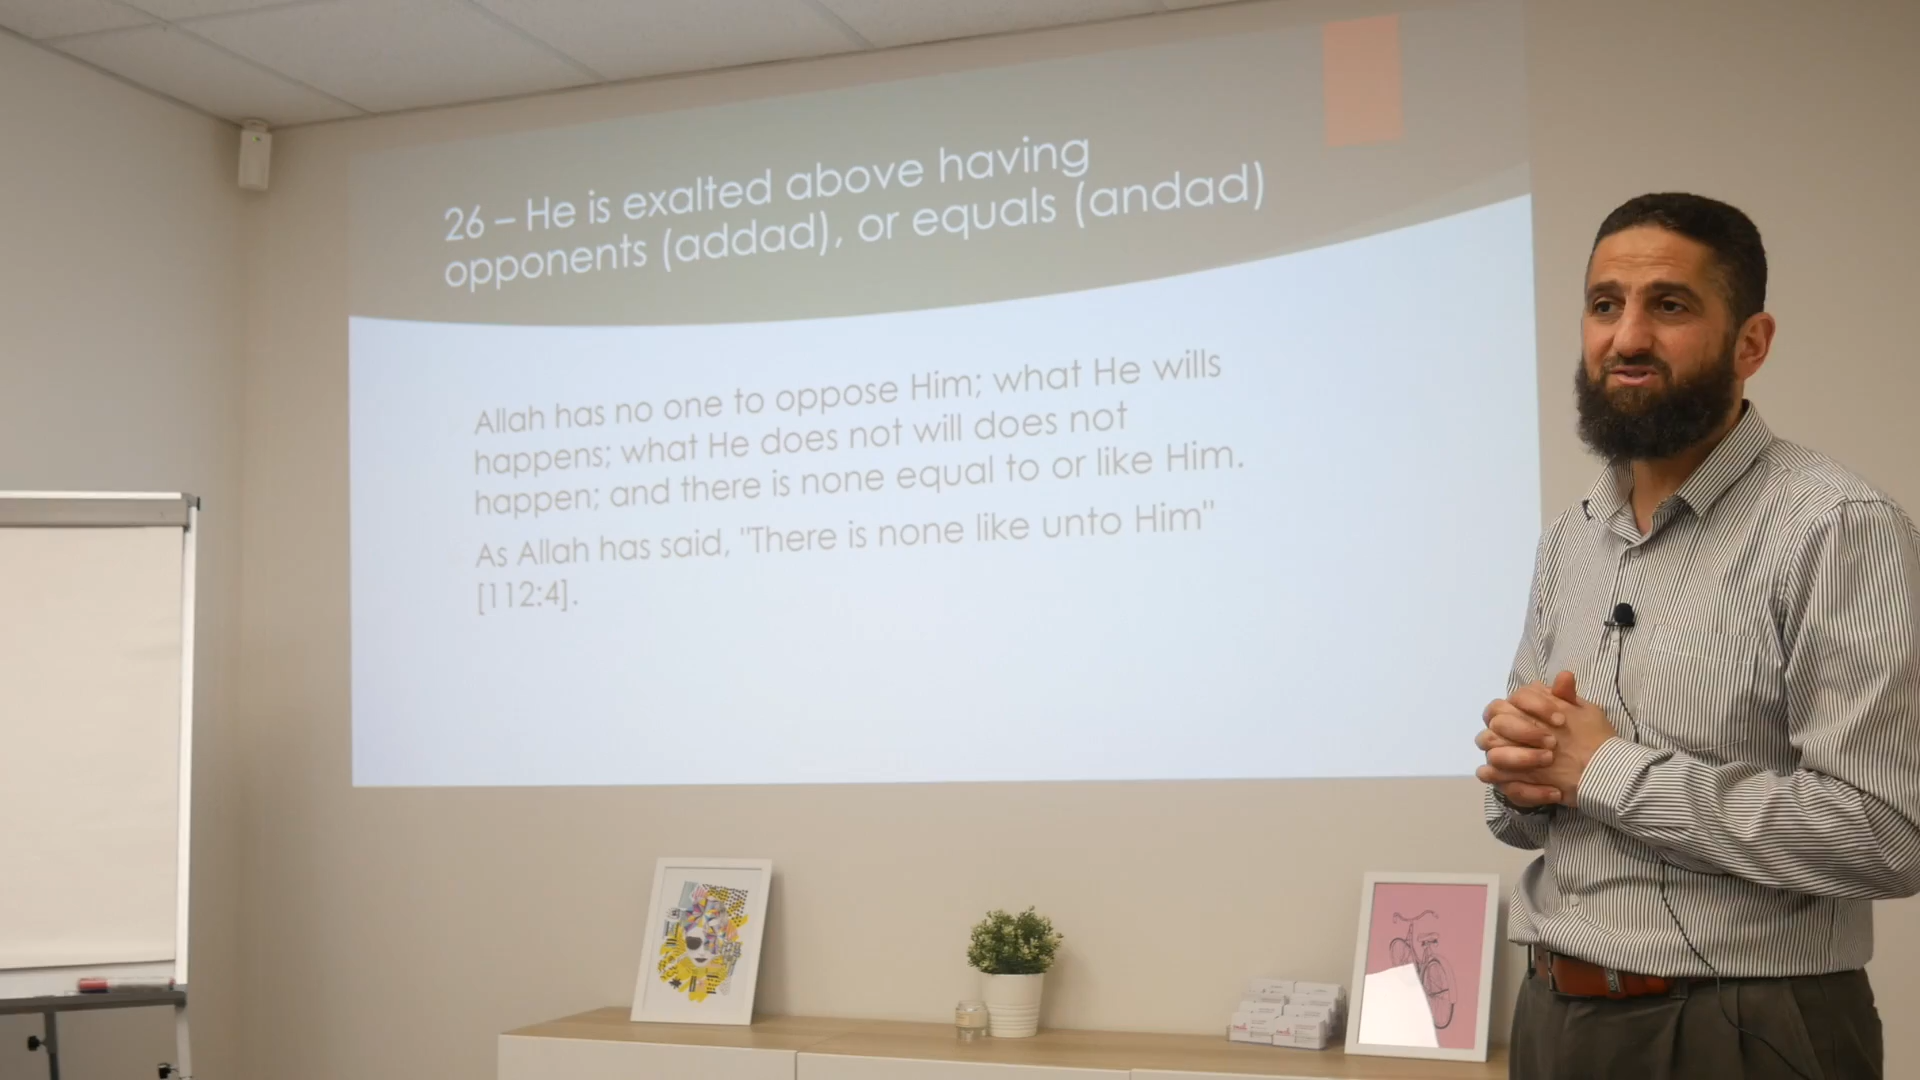 26 – He is exalted above having
opponents (addad), or equals (andad)
Allah has no one to oppose Him; what He wills
happens; what He does not will does not
happen; and there is none equal to or like Him.
As Allah has said, "There is none like unto Him"
[112:4].